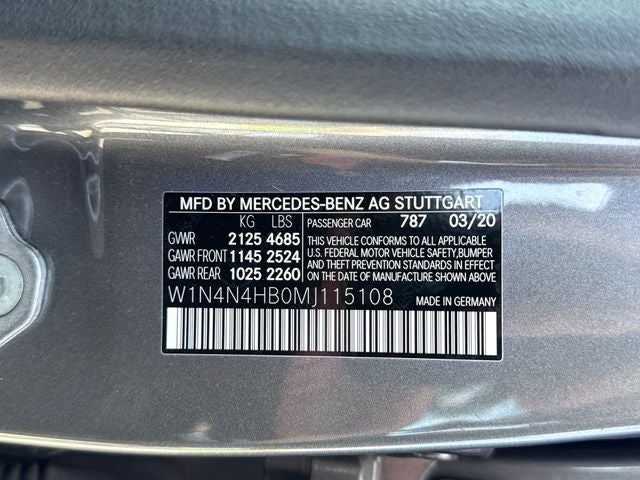 MFD BY MERCEDES-BENZ AG STUTTGART
KG LBS PASSENGER CAR 787 03/20
GVWR 2125 4685 THIS VEHICLE CONFORMS TO ALL APPLICABLE
U.S. FEDERAL MOTOR VEHICLE SAFETY,BUMPER
GAWR FRONT 1145 2524 AND THEFT PREVENTION STANDARDS IN EFFECT
GAWR REAR 1025 2260 ON THE DATE OF MANUFACTURE SHOWN ABOVE.
W1N4N4HB0MJ115108 MADE IN GERMANY